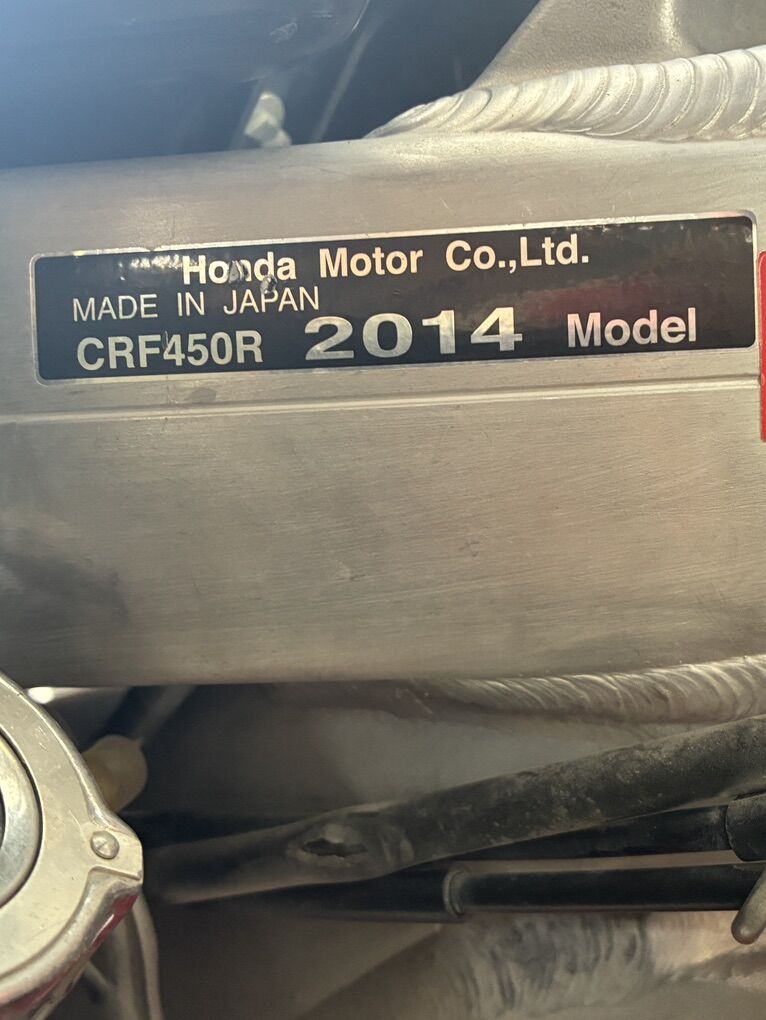 Honda Motor Co.,Ltd.
MADE IN JAPAN
CRF450R 2014 Model